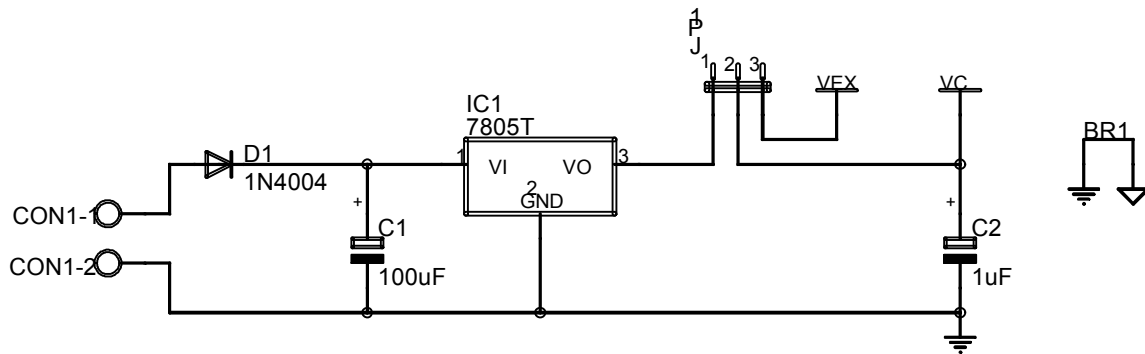 JP1
1 2 3
VEX
VC
IC1
7805T
1
VI
VO
3
2
GND
BR1
D1
1N4004
+
+
CON1-1
C1
C2
CON1-2
100uF
1uF